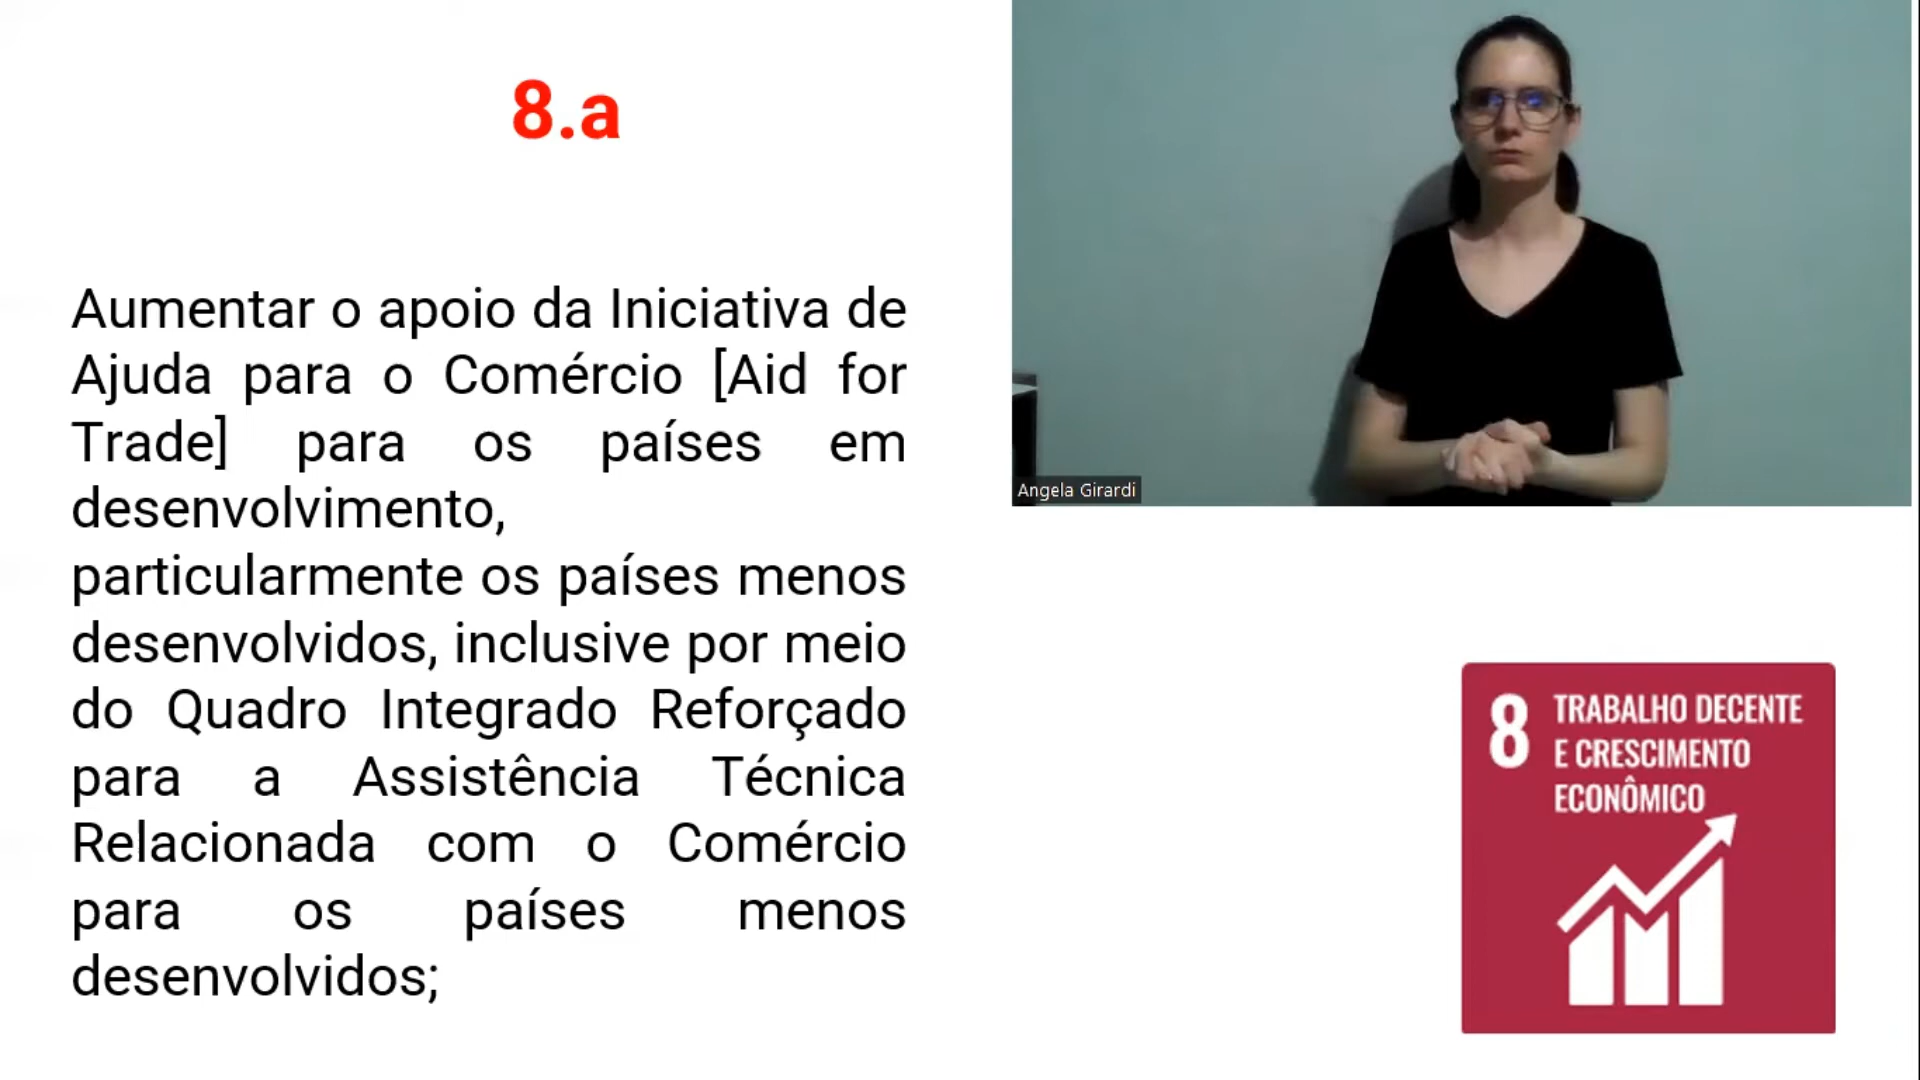 8.a
Aumentar o apoio da Iniciativa de
Ajuda para o Comércio [Aid for
Trade] para os países em
desenvolvimento,
particularmente os países menos
desenvolvidos, inclusive por meio
do Quadro Integrado Reforçado
para a Assistência Técnica
Relacionada com o Comércio
para os países menos
desenvolvidos;
Angela Girardi
8 TRABALHO DECENTE
E CRESCIMENTO
ECONÔMICO